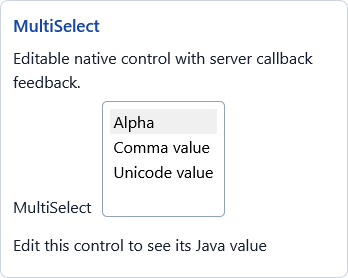 MultiSelect
Editable native control with server callback
feedback.
Alpha
Comma value
Unicode value
MultiSelect
Edit this control to see its Java value